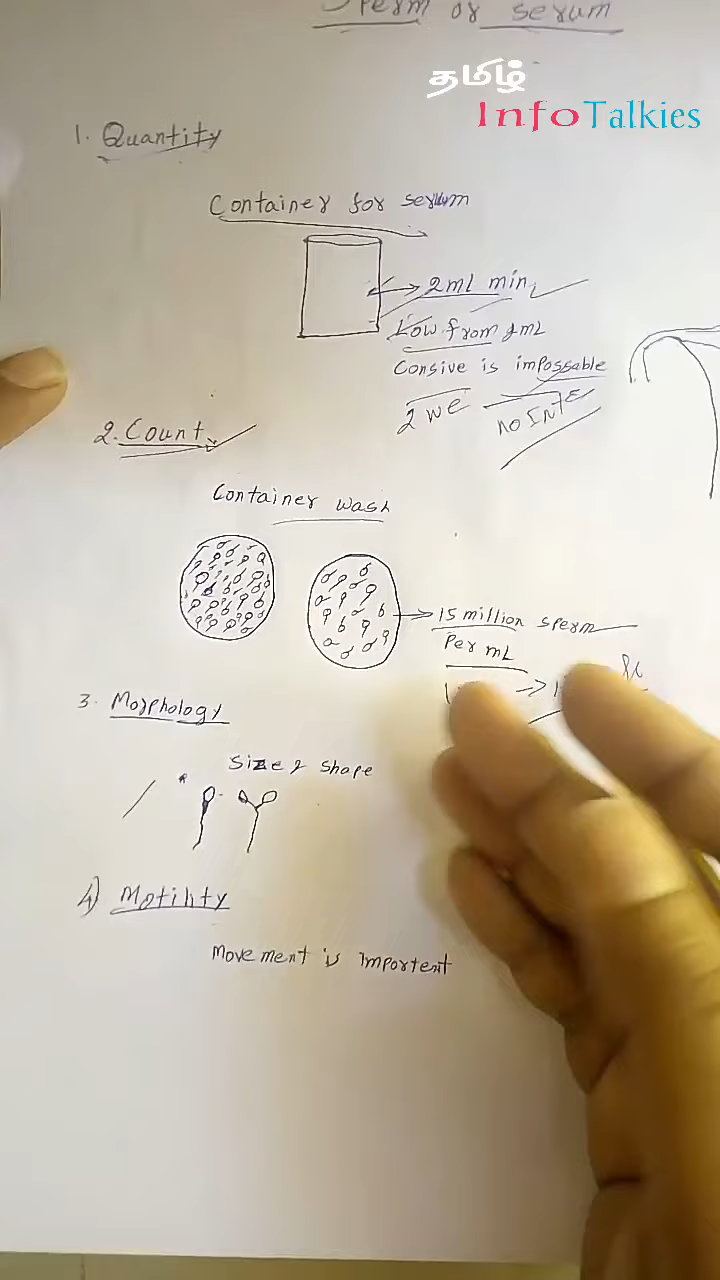 Sperm or serum
தமிழ்
InfoTalkies
1. Quantity
Container for serum
2mL min
Low from 2mL
Consive is impossable
2 we
no Int
2. Count
Container wash
15 million sperm
Per mL
3. Morphology
Size & Shape
4) Motility
Movement is importent